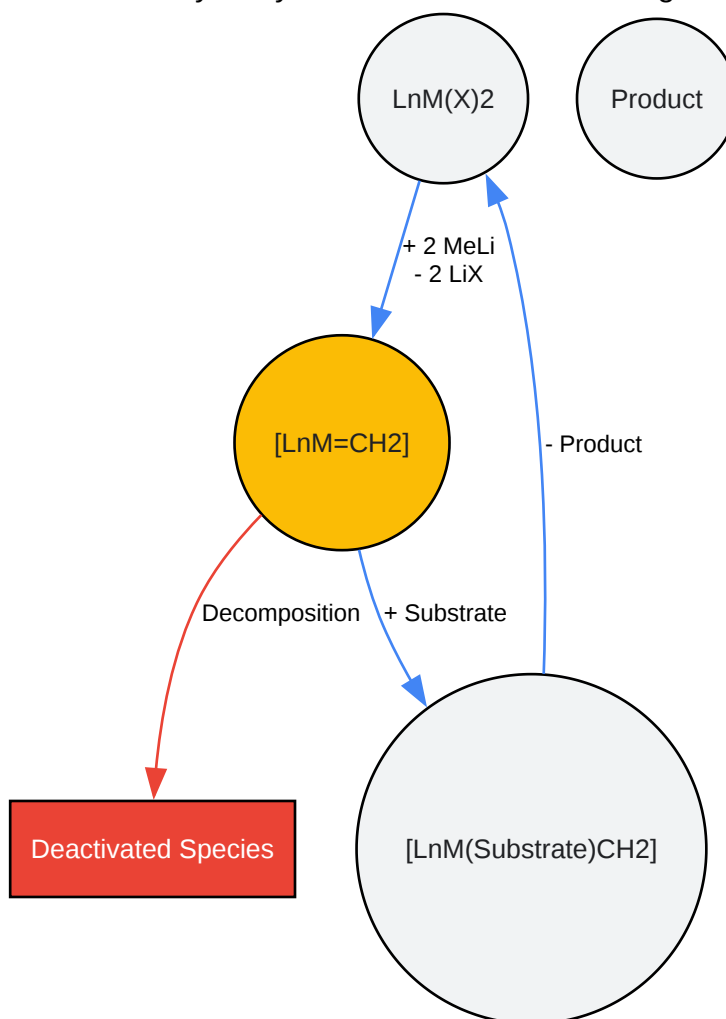 LnM(X)2
Product
+ 2 MeLi
- 2 LiX
[LnM=CH2]
- Product
Decomposition
+ Substrate
Deactivated Species
[LnM(Substrate)CH2]